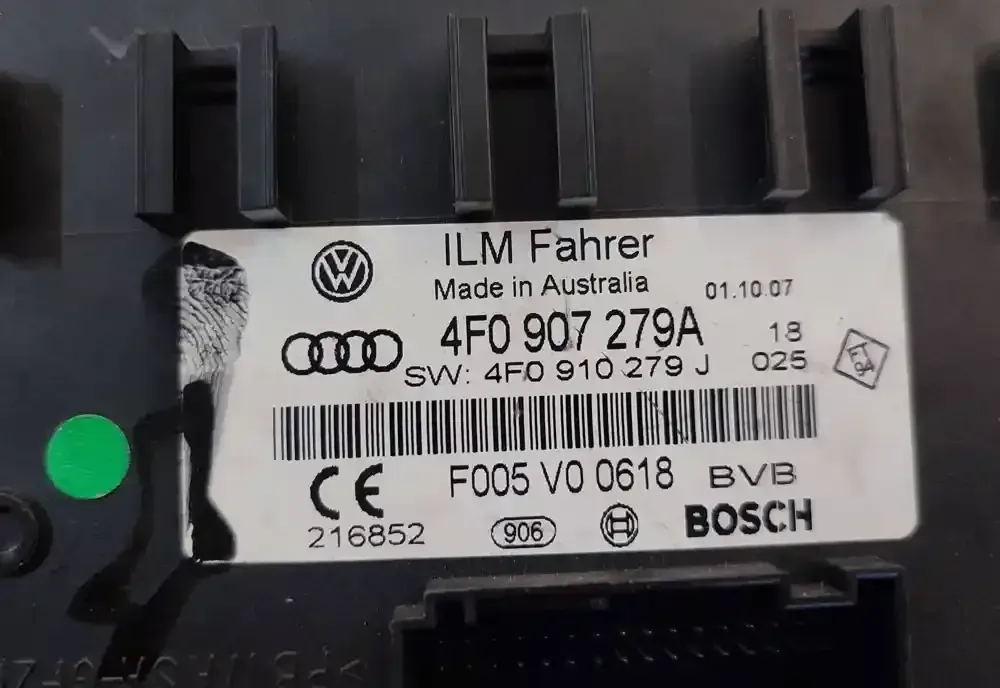 ILM Fahrer
Made in Australia 01.10.07
4F0 907 279A 18
SW: 4F0 910 279 J 025
F005 V0 0618 BVB
CE
216852 906 BOSCH